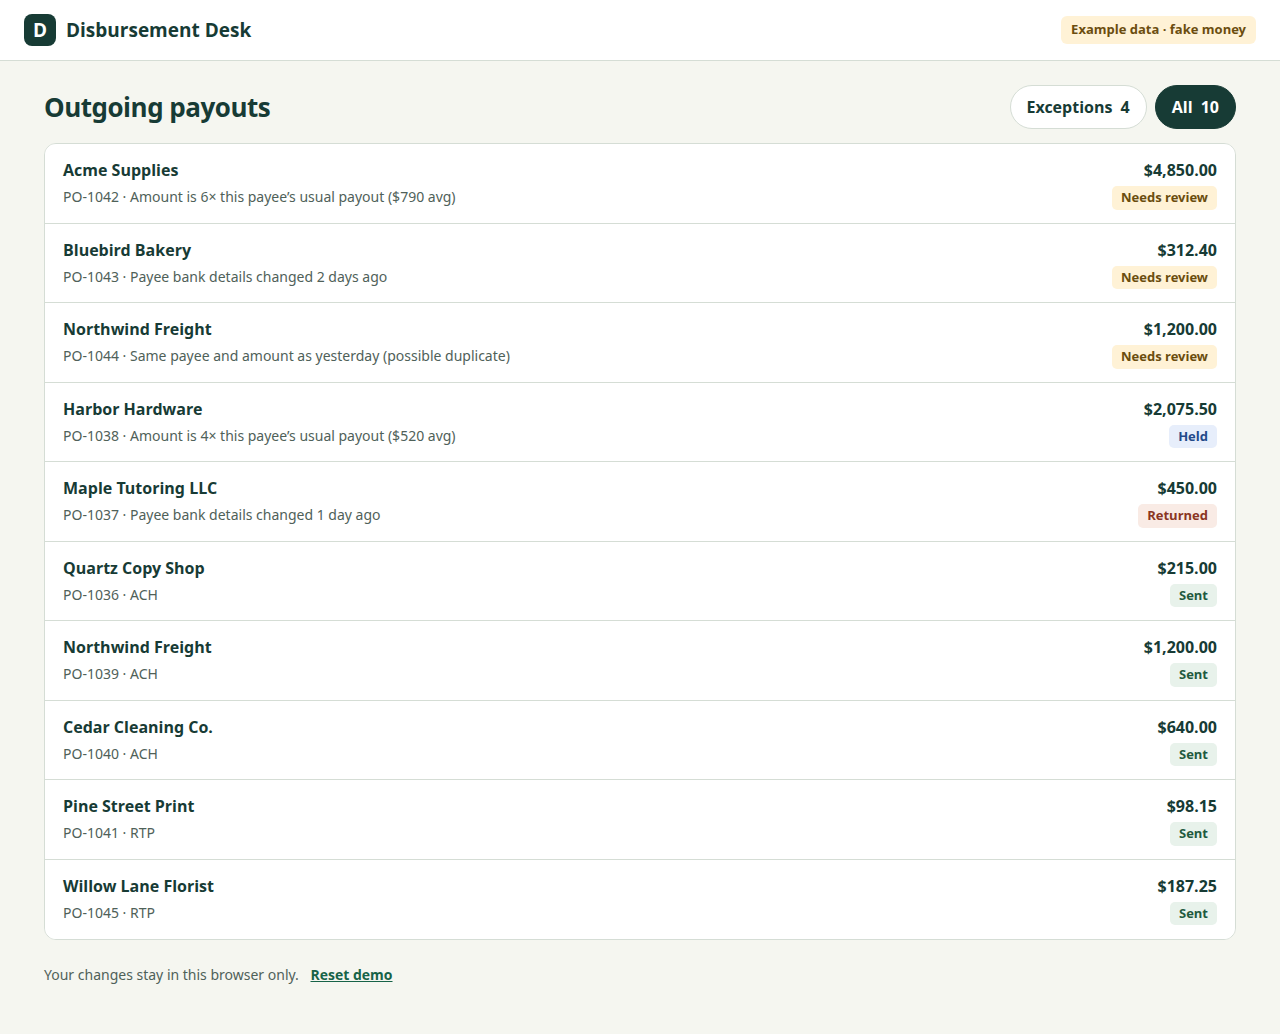 D Disbursement Desk
Example data · fake money
Outgoing payouts
Exceptions 4
All 10
Acme Supplies
$4,850.00
PO-1042 · Amount is 6× this payee’s usual payout ($790 avg)
Needs review
Bluebird Bakery
$312.40
PO-1043 · Payee bank details changed 2 days ago
Needs review
Northwind Freight
$1,200.00
PO-1044 · Same payee and amount as yesterday (possible duplicate)
Needs review
Harbor Hardware
$2,075.50
PO-1038 · Amount is 4× this payee’s usual payout ($520 avg)
Held
Maple Tutoring LLC
$450.00
PO-1037 · Payee bank details changed 1 day ago
Returned
Quartz Copy Shop
$215.00
PO-1036 · ACH
Sent
Northwind Freight
$1,200.00
PO-1039 · ACH
Sent
Cedar Cleaning Co.
$640.00
PO-1040 · ACH
Sent
Pine Street Print
$98.15
PO-1041 · RTP
Sent
Willow Lane Florist
$187.25
PO-1045 · RTP
Sent
Your changes stay in this browser only. Reset demo